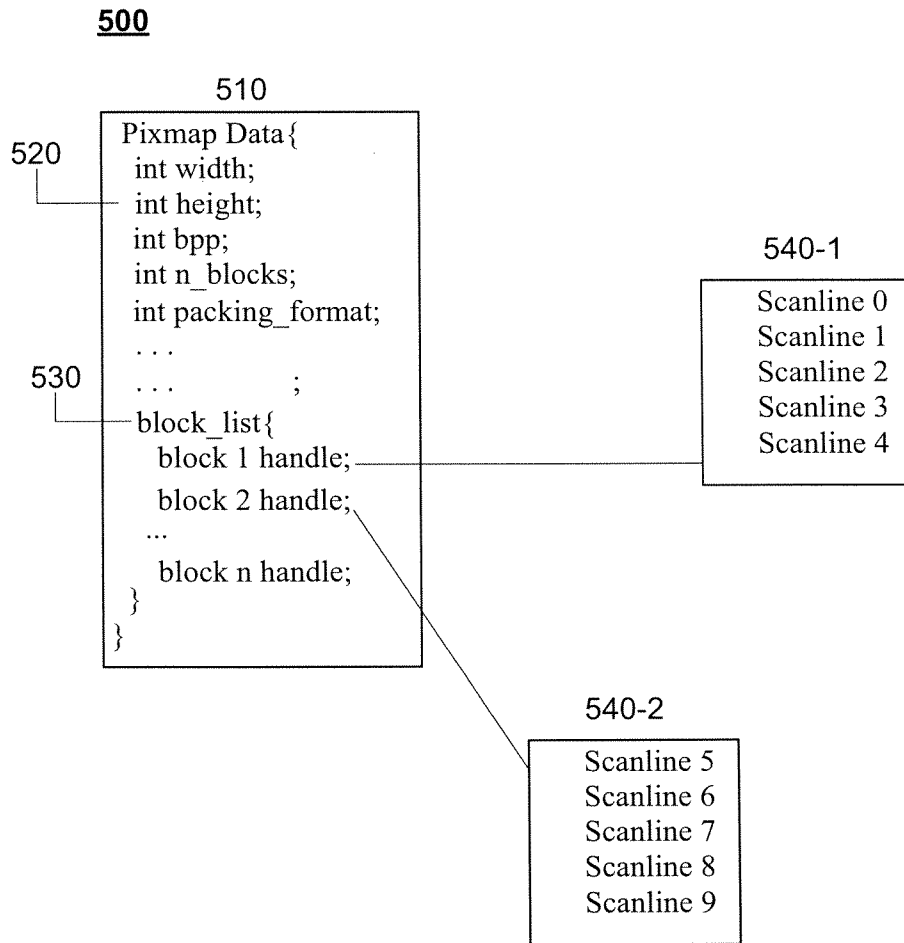 500
510
Pixmap Data{
520
int width;
int height;
int bpp;
int n_blocks;
int packing_format;
. . .
530
. . . ;
block_list{
block 1 handle;
block 2 handle;
...
block n handle;
}
}
540-1
Scanline 0
Scanline 1
Scanline 2
Scanline 3
Scanline 4
540-2
Scanline 5
Scanline 6
Scanline 7
Scanline 8
Scanline 9